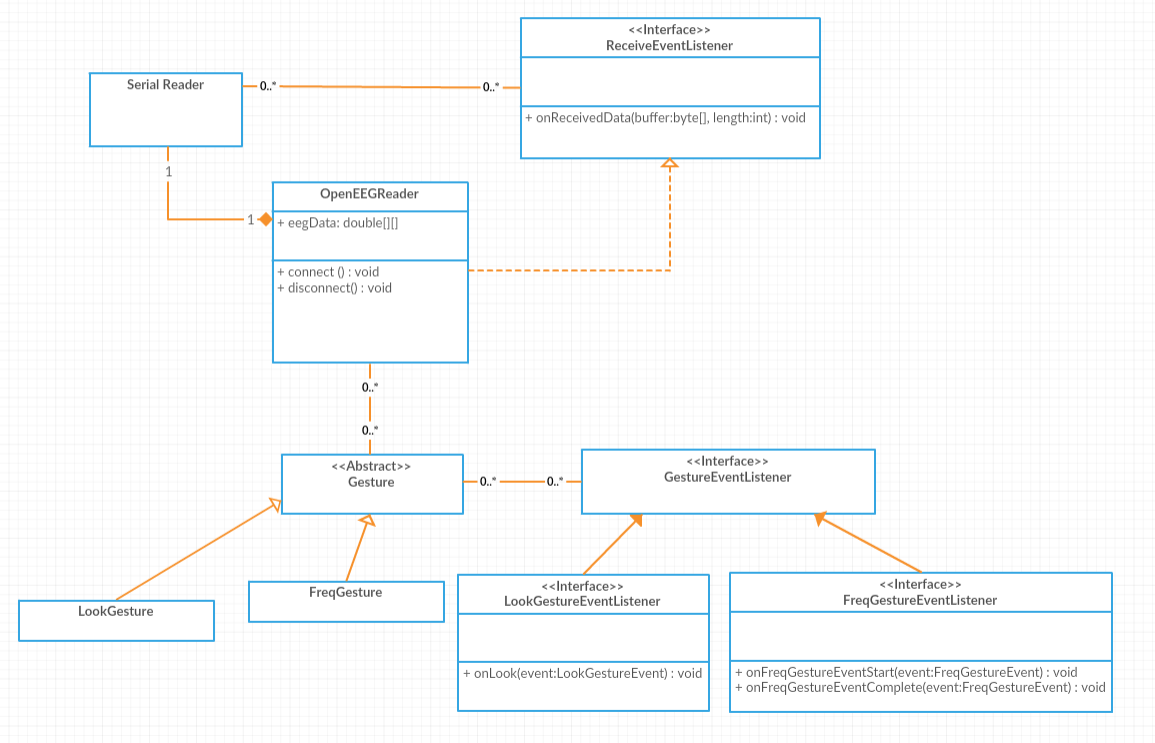 <<Interface>>
ReceiveEventListener
+ onReceivedData(buffer:byte[], length:int) : void
Serial Reader
0..*
0..*
1
1
OpenEEGReader
+ eegData: double[][]
+ connect () : void
+ disconnect() : void
0..*
0..*
<<Abstract>>
Gesture
0..*
0..*
<<Interface>>
GestureEventListener
LookGesture
FreqGesture
<<Interface>>
LookGestureEventListener
+ onLook(event:LookGestureEvent) : void
<<Interface>>
FreqGestureEventListener
+ onFreqGestureEventStart(event:FreqGestureEvent) : void
+ onFreqGestureEventComplete(event:FreqGestureEvent) : void